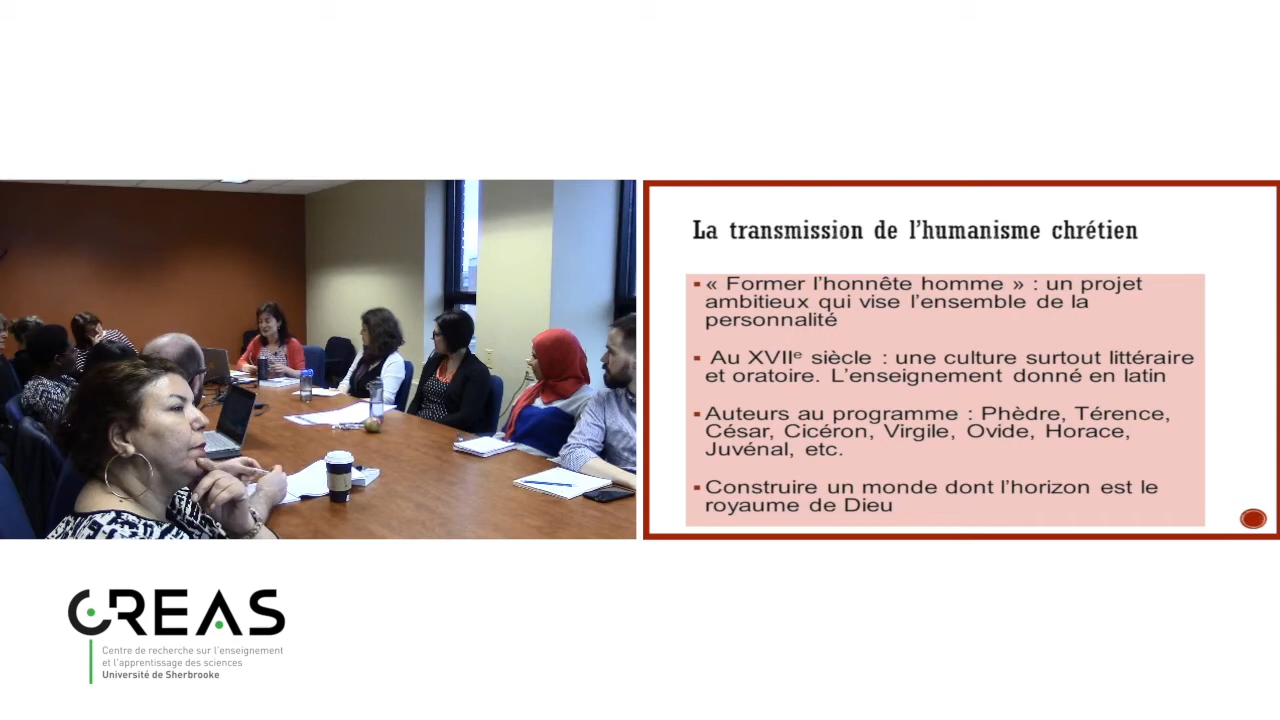 La transmission de l'humanisme chrétien
▪ « Former l'honnête homme » : un projet
ambitieux qui vise l'ensemble de la
personnalité
▪ Au XVIIe siècle : une culture surtout littéraire
et oratoire. L'enseignement donné en latin
▪ Auteurs au programme : Phèdre, Térence,
César, Cicéron, Virgile, Ovide, Horace,
Juvénal, etc.
▪ Construire un monde dont l'horizon est le
royaume de Dieu
CREAS
Centre de recherche sur l'enseignement
et l'apprentissage des sciences
Université de Sherbrooke